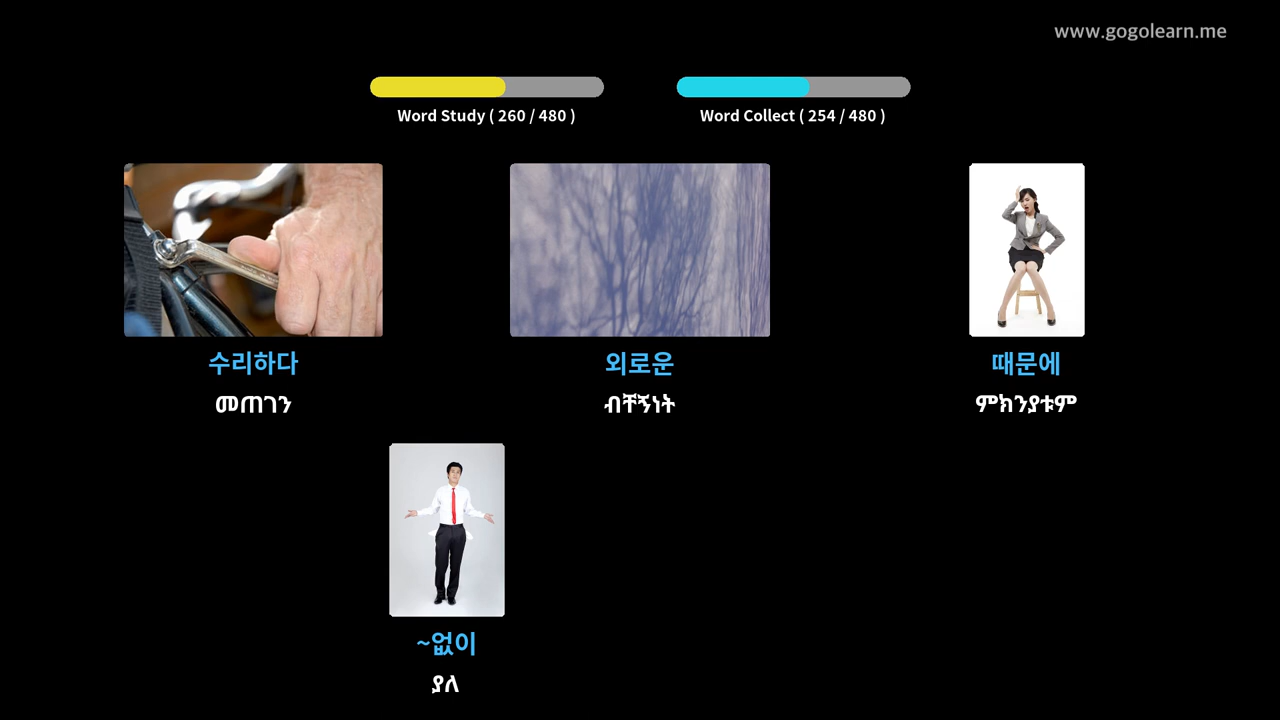 www.gogolearn.me
Word Study ( 260 / 480 )
Word Collect ( 254 / 480 )
수리하다
외로운
때문에
መጠገን
ብቸኝነት
ምክንያቱም
~없이
ያለ